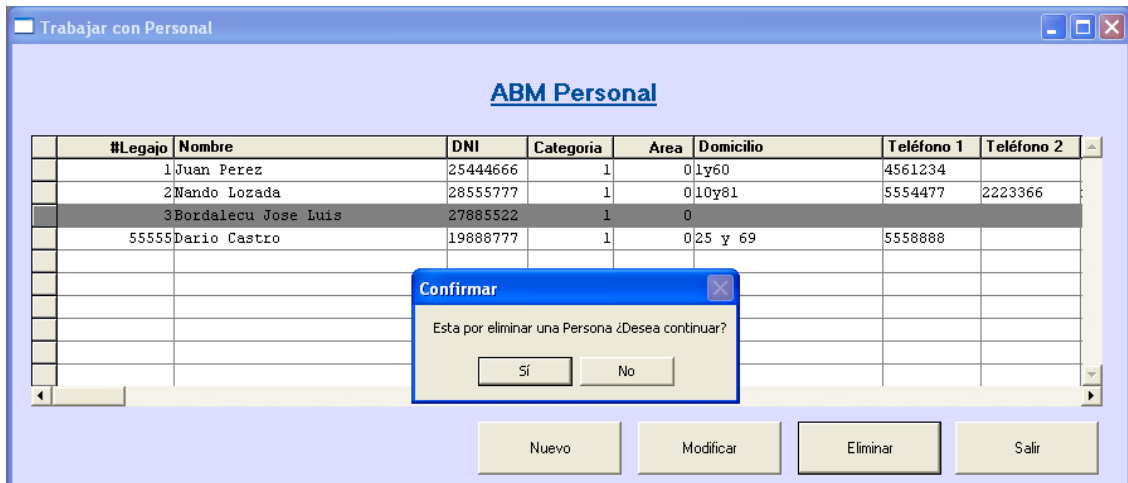 Trabajar con Personal
ABM Personal
#Legajo Nombre DNI Categoria Area Domicilio Teléfono 1 Teléfono 2
1 Juan Perez 25444666 1 0 1y60 4561234
2 Nando Lozada 28555777 1 0 10y81 5554477 2223366
3 Bordalecu Jose Luis 27885522 1 0
55555 Dario Castro 19888777 1 0 25 y 69 5558888
Confirmar
Esta por eliminar una Persona ¿Desea continuar?
Sí No
Nuevo Modificar Eliminar Salir